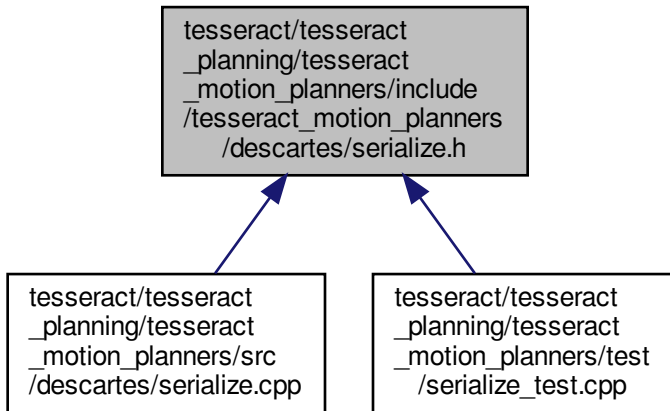 tesseract/tesseract
_planning/tesseract
_motion_planners/include
/tesseract_motion_planners
/descartes/serialize.h
tesseract/tesseract
_planning/tesseract
_motion_planners/src
/descartes/serialize.cpp
tesseract/tesseract
_planning/tesseract
_motion_planners/test
/serialize_test.cpp